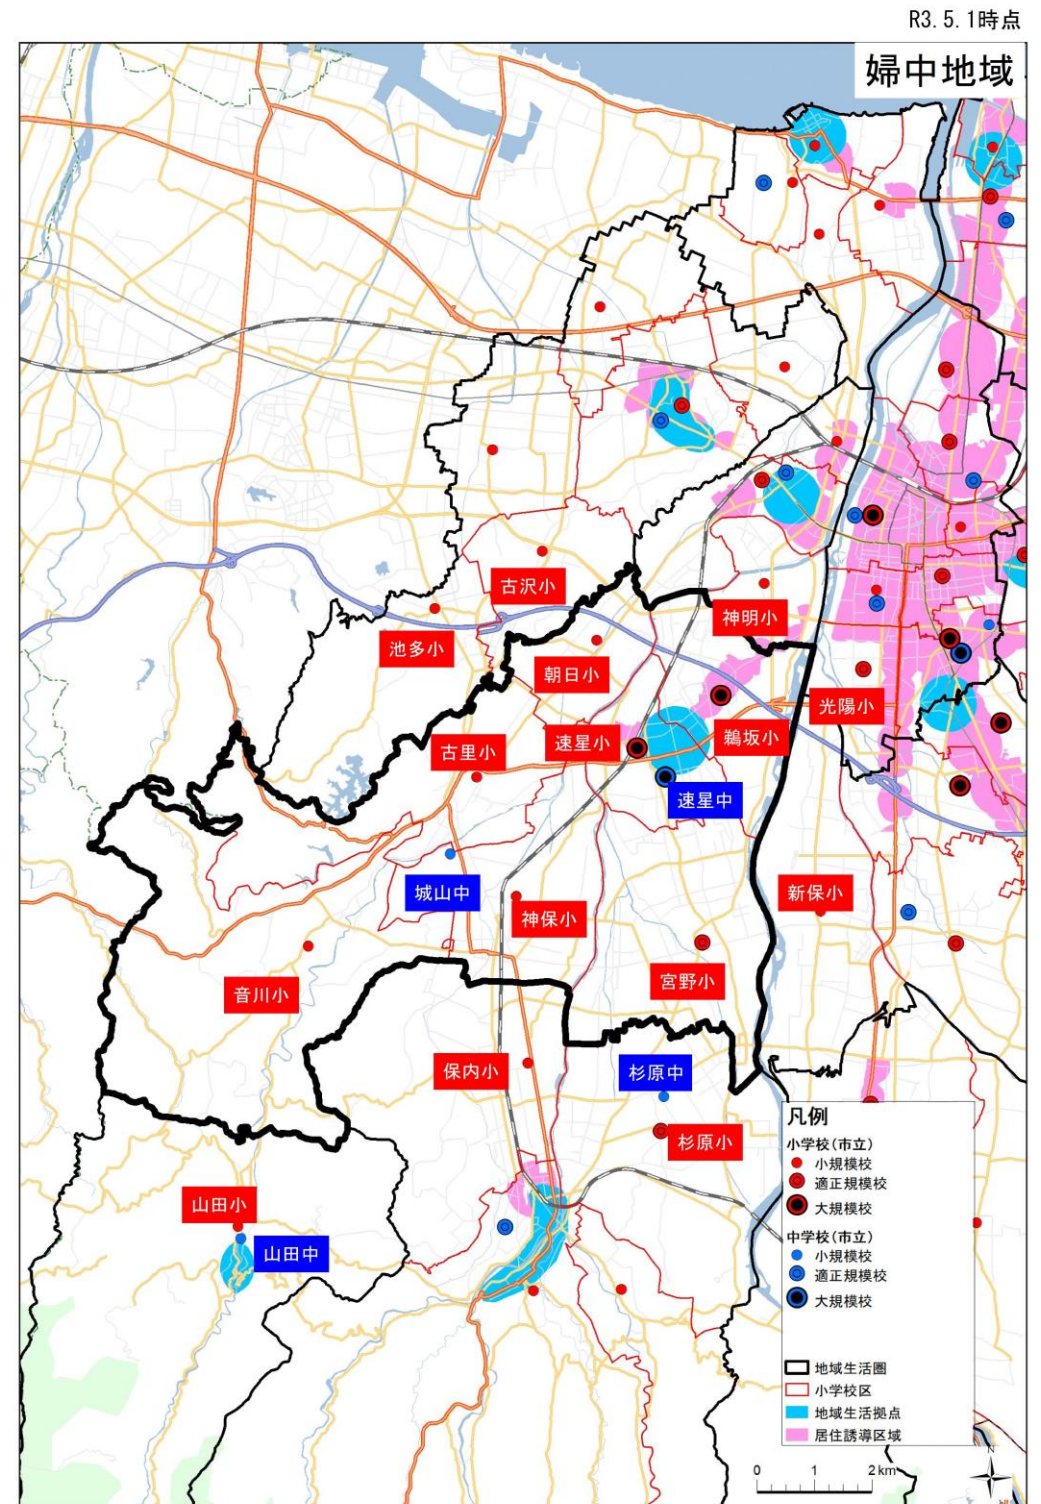 R3.5.1時点
婦中地域
古沢小
池多小
神明小
朝日小
光陽小
古里小
速星小
鵜坂小
速星中
城山中
神保小
新保小
音川小
宮野小
保内小
杉原中
杉原小
山田小
山田中
凡例
小学校(市立)
小規模校
適正規模校
大規模校
中学校(市立)
小規模校
適正規模校
大規模校
地域生活圏
小学校区
地域生活拠点
居住誘導区域
0 1 2km
N